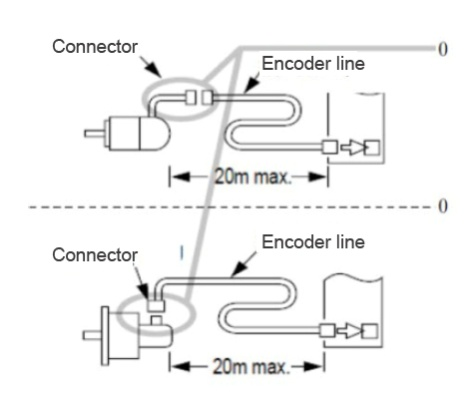 Connector
0
Encoder line
20m max.
0
Connector
Encoder line
20m max.